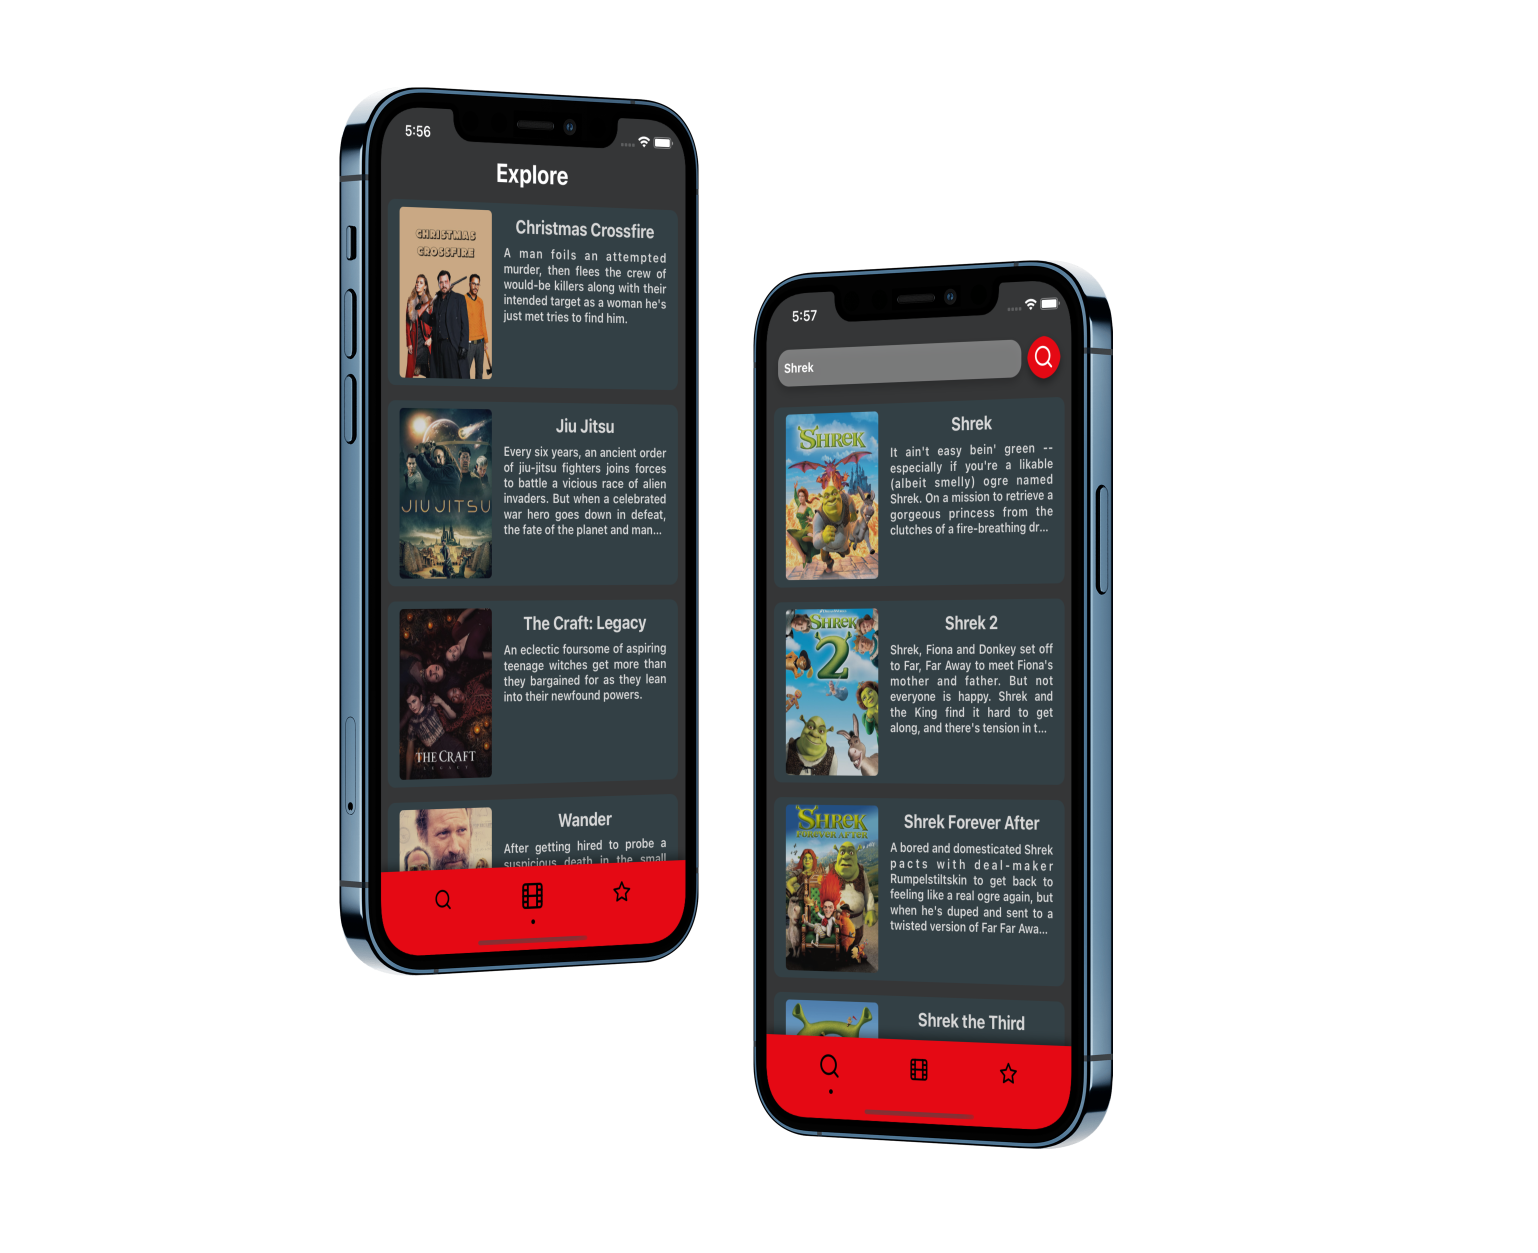 5:56
Explore
CHRISTMAS
CROSSFIRE
Christmas Crossfire
A man foils an attempted
murder, then flees the crew of
would-be killers along with their
intended target as a woman he's
just met tries to find him.
JIU JITSU
Jiu Jitsu
Every six years, an ancient order
of jiu-jitsu fighters joins forces
to battle a vicious race of alien
invaders. But when a celebrated
war hero goes down in defeat,
the fate of the planet and man...
THE CRAFT
LEGACY
The Craft: Legacy
An eclectic foursome of aspiring
teenage witches get more than
they bargained for as they lean
into their newfound powers.
Wander
After getting hired to probe a
suspicious death in the small
5:57
Shrek
SHREK
Shrek
It ain't easy bein' green --
especially if you're a likable
(albeit smelly) ogre named
Shrek. On a mission to retrieve a
gorgeous princess from the
clutches of a fire-breathing dr...
SHREK
2
Shrek 2
Shrek, Fiona and Donkey set off
to Far, Far Away to meet Fiona's
mother and father. But not
everyone is happy. Shrek and
the King find it hard to get
along, and there's tension in t...
SHREK
FOREVER AFTER
Shrek Forever After
A bored and domesticated Shrek
pacts with deal-maker
Rumpelstiltskin to get back to
feeling like a real ogre again, but
when he's duped and sent to a
twisted version of Far Far Awa...
Shrek the Third